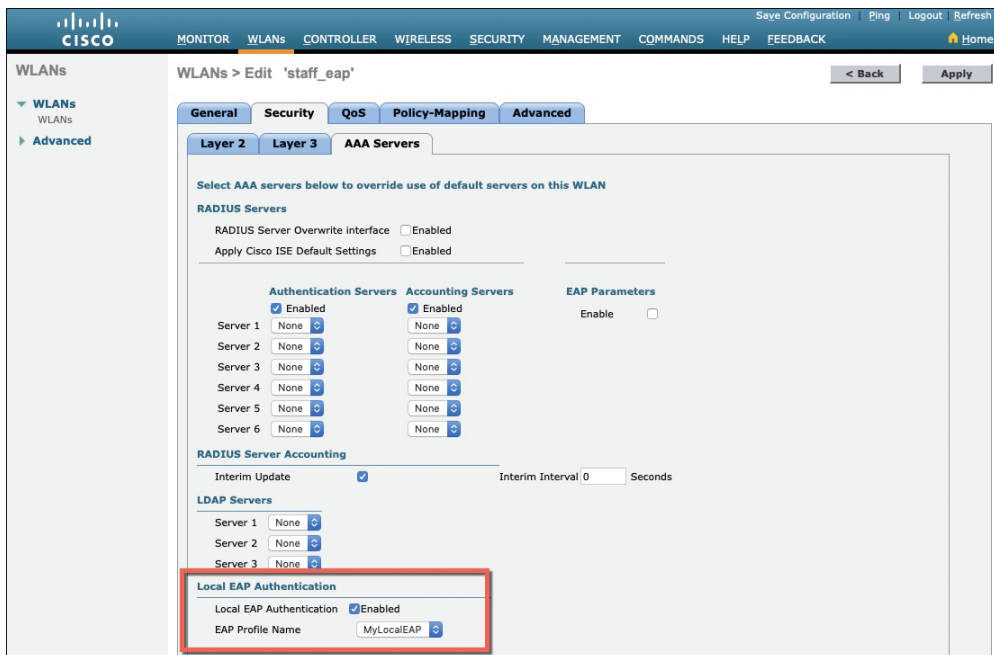 Save Configuration | Ping | Logout | Refresh
CISCO
MONITOR WLANs CONTROLLER WIRELESS SECURITY MANAGEMENT COMMANDS HELP FEEDBACK Home
WLANs
WLANs > Edit 'staff_eap'
< Back
Apply
WLANs
WLANs
Advanced
General Security QoS Policy-Mapping Advanced
Layer 2 Layer 3 AAA Servers
Select AAA servers below to override use of default servers on this WLAN
RADIUS Servers
RADIUS Server Overwrite interface Enabled
Apply Cisco ISE Default Settings Enabled
Authentication Servers Accounting Servers EAP Parameters
Enabled Enabled
Enable
Server 1 None None
Server 2 None None
Server 3 None None
Server 4 None None
Server 5 None None
Server 6 None None
RADIUS Server Accounting
Interim Update Interim Interval 0 Seconds
LDAP Servers
Server 1 None
Server 2 None
Server 3 None
Local EAP Authentication
Local EAP Authentication Enabled
EAP Profile Name MyLocalEAP